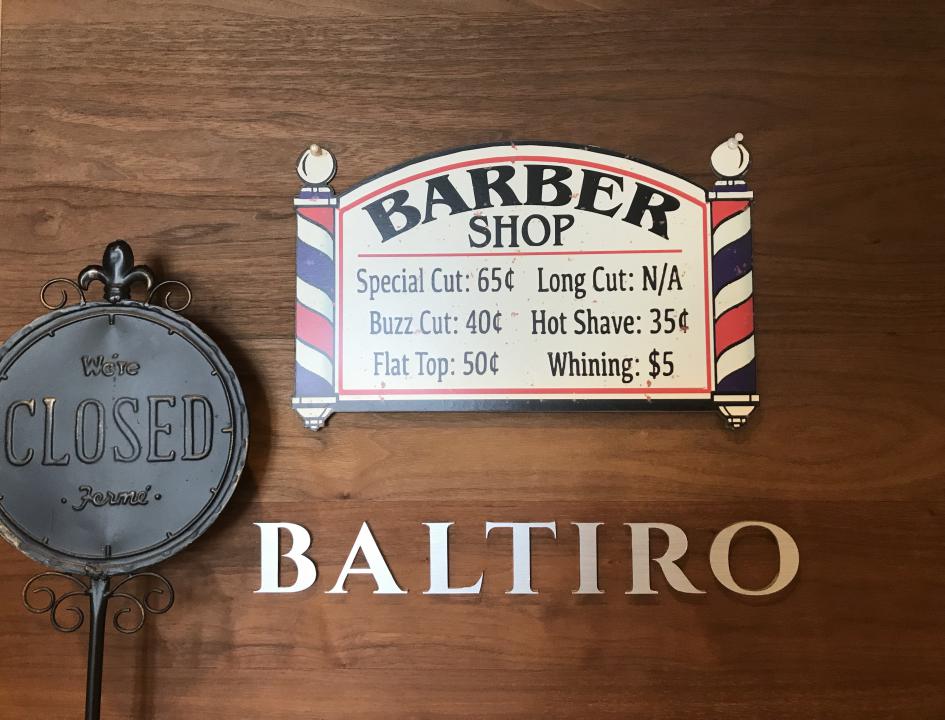 BARBER
SHOP
Special Cut: 65¢ Long Cut: N/A
Buzz Cut: 40¢ Hot Shave: 35¢
Flat Top: 50¢ Whining: $5
We're
CLOSED
· Fermé ·
BALTIRO